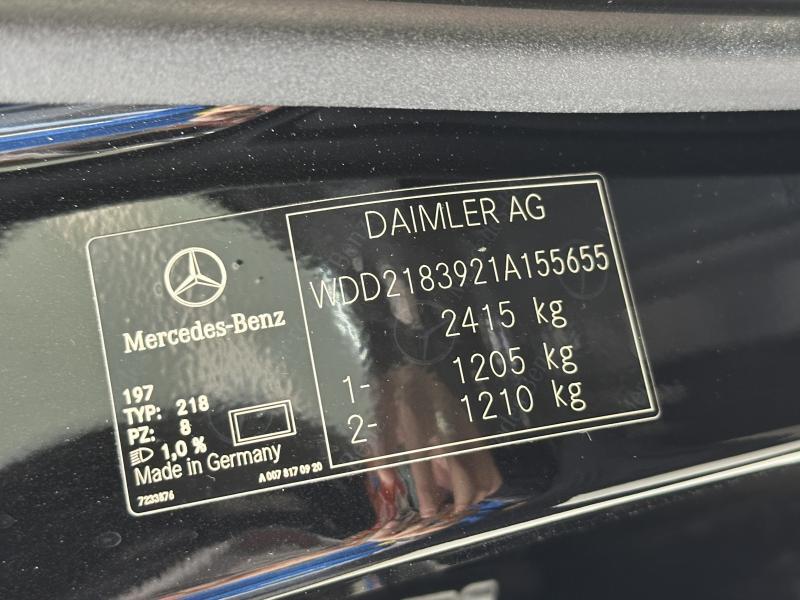 Mercedes-Benz
197
TYP: 218
PZ: 8
1,0 %
Made in Germany
7233876
A 007 817 09 20
DAIMLER AG
WDD2183921A155655
2415 kg
1- 1205 kg
2- 1210 kg